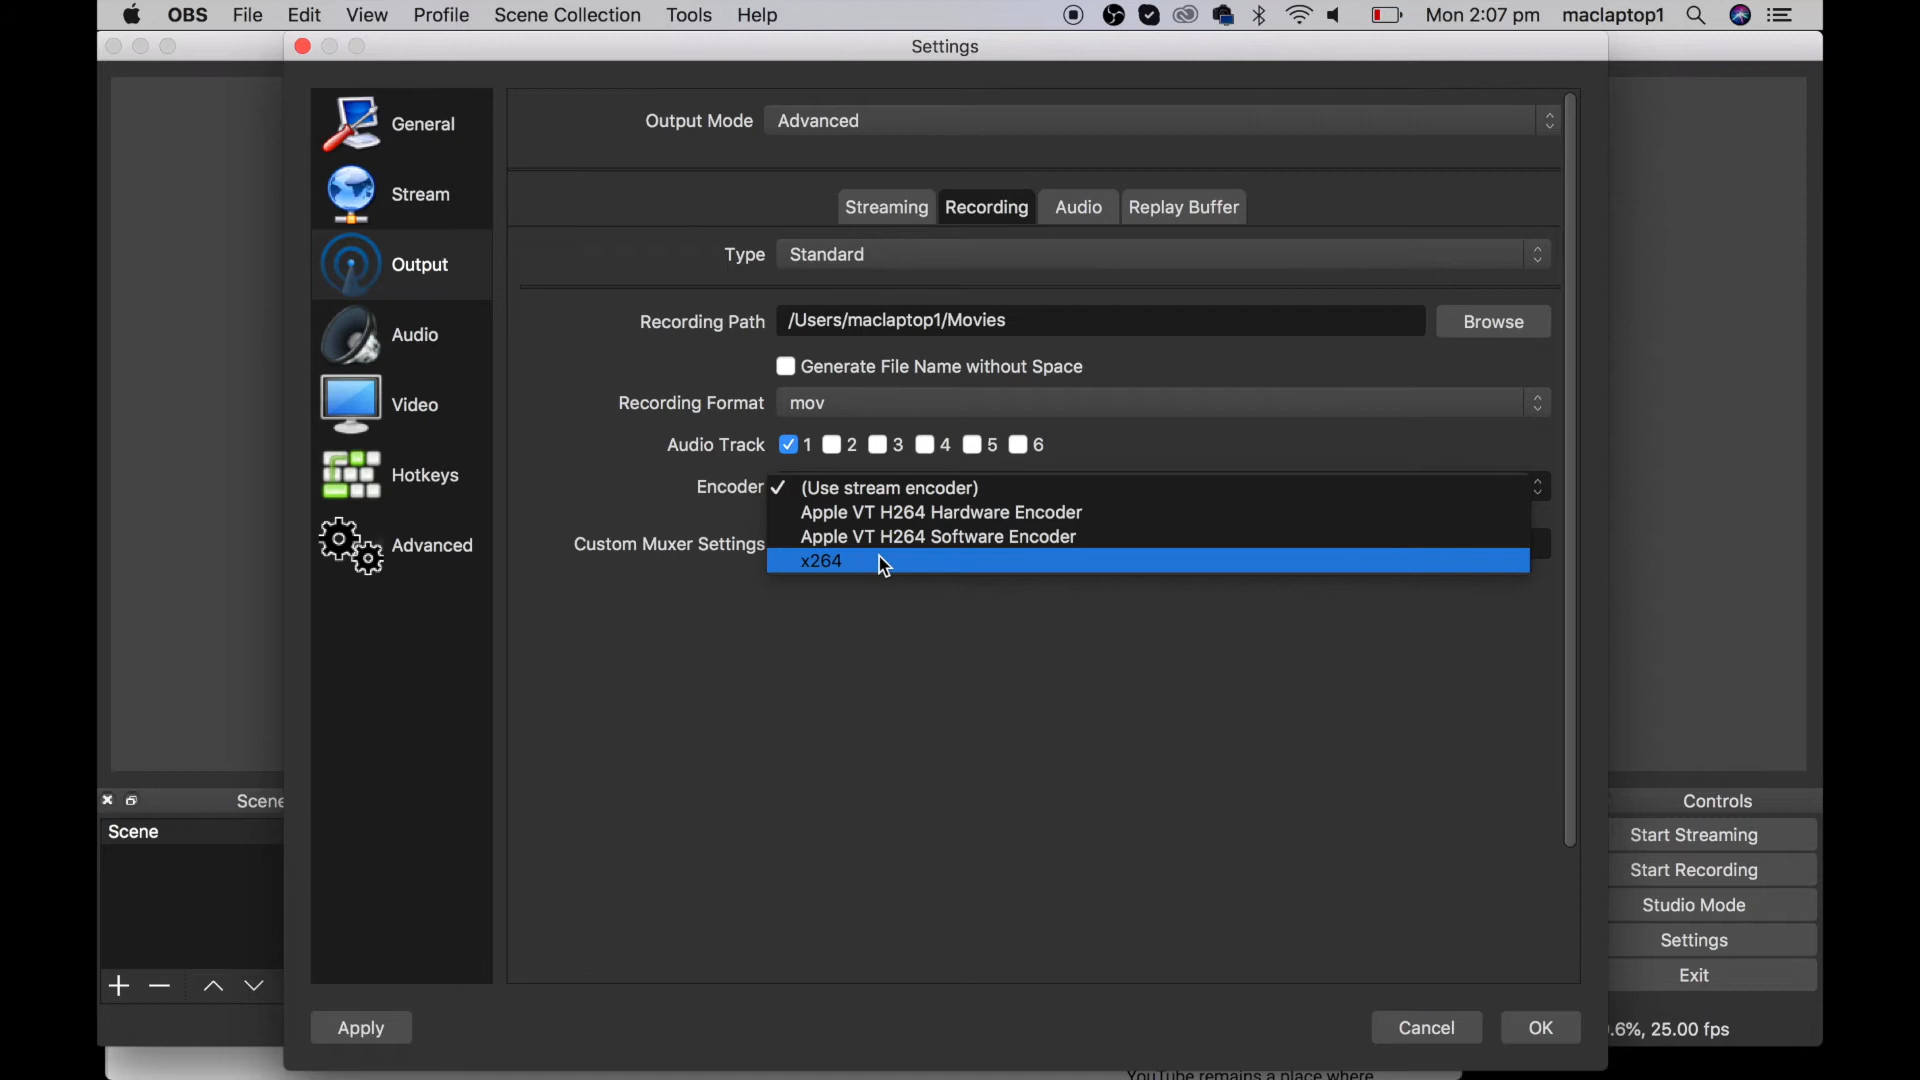 OBS File Edit View Profile Scene Collection Tools Help Mon 2:07 pm maclaptop1
Settings
General
Stream
Output
Audio
Video
Hotkeys
Advanced
Output Mode Advanced
Streaming Recording Audio Replay Buffer
Type Standard
Recording Path /Users/maclaptop1/Movies Browse
Generate File Name without Space
Recording Format mov
Audio Track 1 2 3 4 5 6
Encoder (Use stream encoder)
Apple VT H264 Hardware Encoder
Apple VT H264 Software Encoder
Custom Muxer Settings
x264
Scene
Scene
Controls
Start Streaming
Start Recording
Studio Mode
Settings
Exit
Apply Cancel OK
.6%, 25.00 fps
YouTube remains a place where